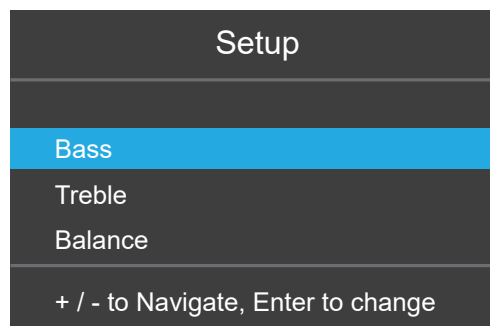 Setup
Bass
Treble
Balance
+ / - to Navigate, Enter to change